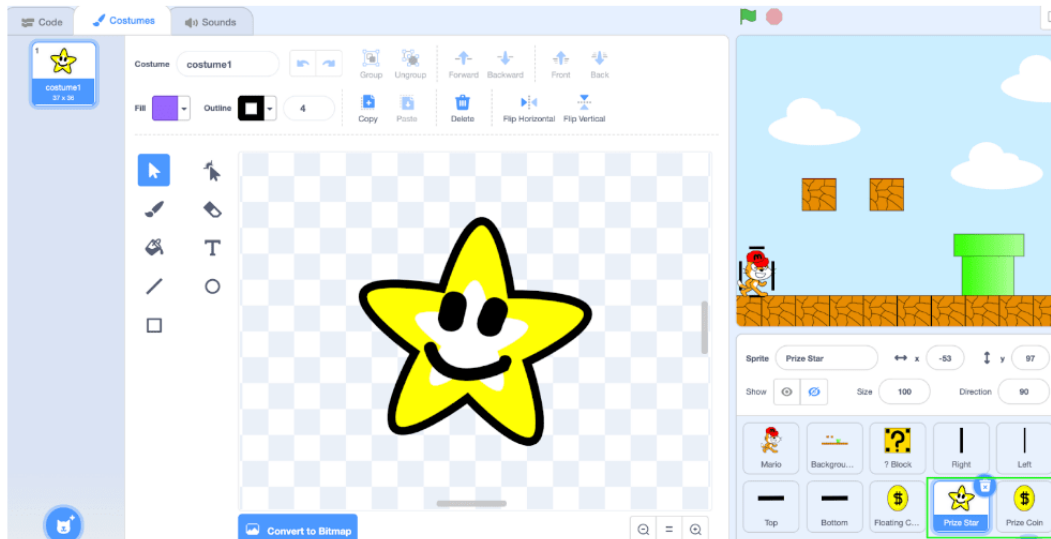 Code Costumes Sounds
1
costume1
37 x 36
Costume costume1
Group Ungroup Forward Backward Front Back
Fill Outline 4
Copy Paste Delete Flip Horizontal Flip Vertical
T
Convert to Bitmap
=
m
Sprite Prize Star x -53 y 97
Show Size 100 Direction 90
?
Mario Backgrou... ? Block Right Left
$ $
Top Bottom Floating C... Prize Star Prize Coin